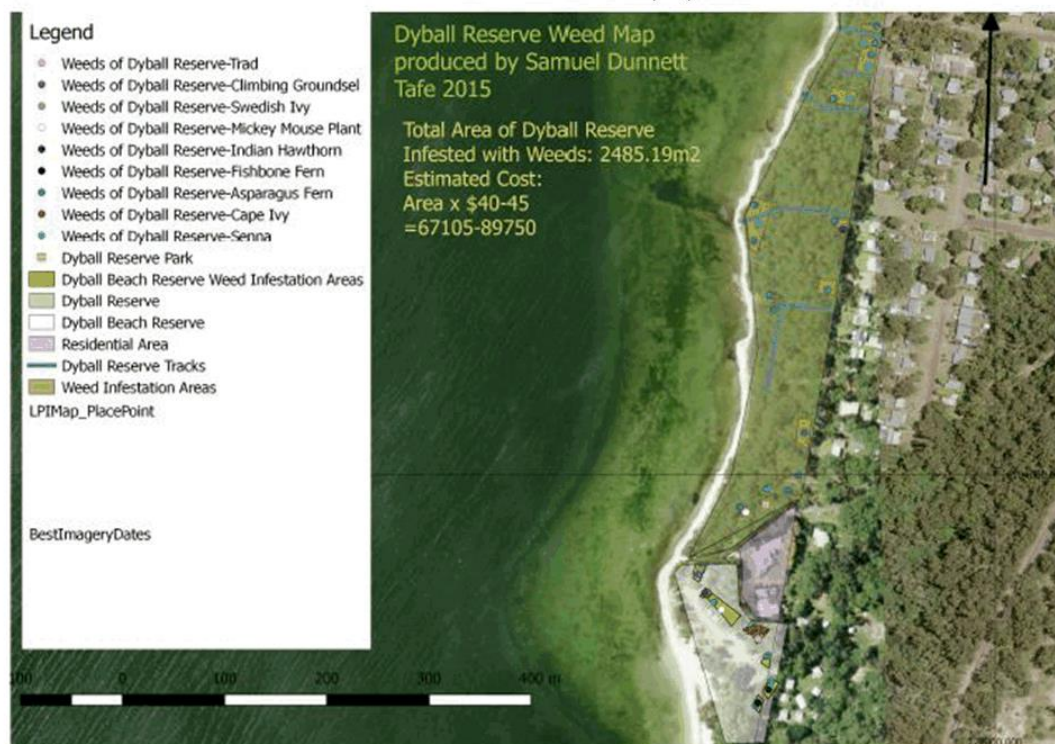 Legend
Weeds of Dyball Reserve-Trad
Weeds of Dyball Reserve-Climbing Groundsel
Weeds of Dyball Reserve-Swedish Ivy
Weeds of Dyball Reserve-Mickey Mouse Plant
Weeds of Dyball Reserve-Indian Hawthorn
Weeds of Dyball Reserve-Fishbone Fern
Weeds of Dyball Reserve-Asparagus Fern
Weeds of Dyball Reserve-Cape Ivy
Weeds of Dyball Reserve-Senna
Dyball Reserve Park
Dyball Beach Reserve Weed Infestation Areas
Dyball Reserve
Dyball Beach Reserve
Residential Area
Dyball Reserve Tracks
Weed Infestation Areas
LPIMap_PlacePoint
BestImageryDates
Dyball Reserve Weed Map
produced by Samuel Dunnett
Tafe 2015
Total Area of Dyball Reserve
Infested with Weeds: 2485.19m2
Estimated Cost:
Area x $40-45
=67105-89750
0 100 200 300 400 m